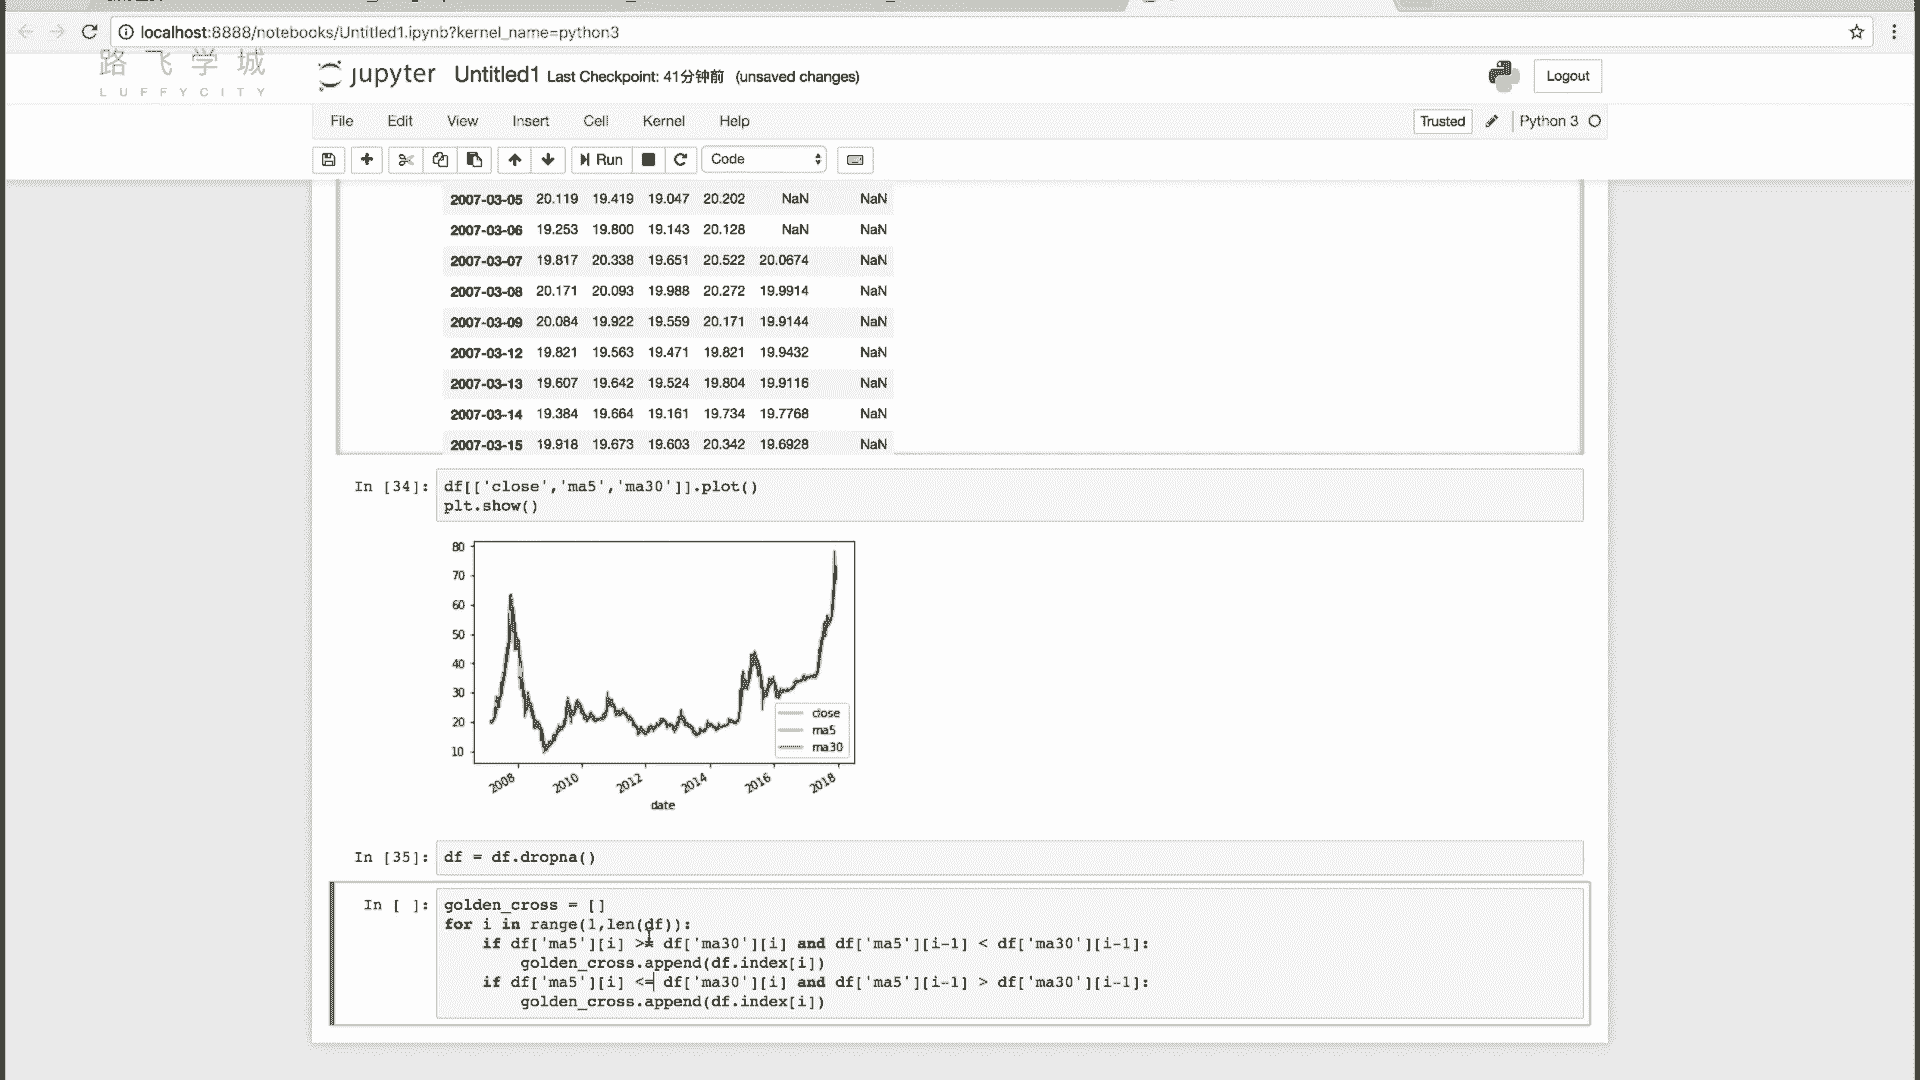 localhost:8888/notebooks/Untitled1.ipynb?kernel_name=python3
路飞学城
LUFFYCITY
jupyter Untitled1 Last Checkpoint: 41分钟前 (unsaved changes)
Logout
File Edit View Insert Cell Kernel Help
Trusted Python 3
Run Code
2007-03-05 20.119 19.419 19.047 20.202 NaN NaN
2007-03-06 19.253 19.800 19.143 20.128 NaN NaN
2007-03-07 19.817 20.338 19.651 20.522 20.0674 NaN
2007-03-08 20.171 20.093 19.988 20.272 19.9914 NaN
2007-03-09 20.084 19.922 19.559 20.171 19.9144 NaN
2007-03-12 19.821 19.563 19.471 19.821 19.9432 NaN
2007-03-13 19.607 19.642 19.524 19.804 19.9116 NaN
2007-03-14 19.384 19.664 19.161 19.734 19.7768 NaN
2007-03-15 19.918 19.673 19.603 20.342 19.6928 NaN
In [34]: df[['close','ma5','ma30']].plot()
plt.show()
80
70
60
50
40
30
20
10
close
ma5
ma30
2008 2010 2012 2014 2016 2018
date
In [35]: df = df.dropna()
In [ ]: golden_cross = []
for i in range(1,len(df)):
if df['ma5'][i] >= df['ma30'][i] and df['ma5'][i-1] < df['ma30'][i-1]:
golden_cross.append(df.index[i])
if df['ma5'][i] <= df['ma30'][i] and df['ma5'][i-1] > df['ma30'][i-1]:
golden_cross.append(df.index[i])